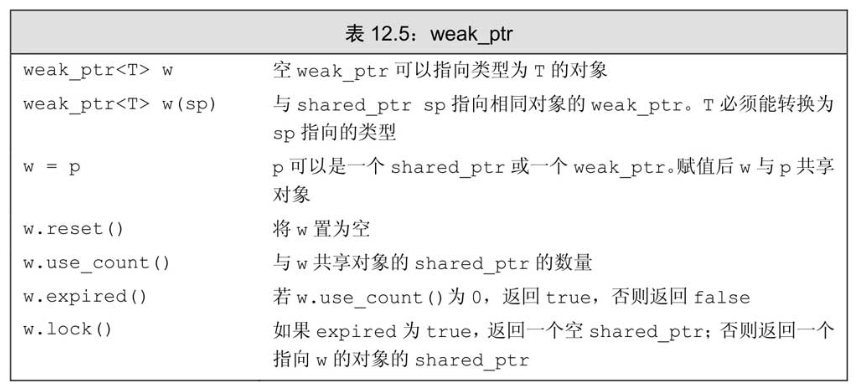 表 12.5：weak_ptr
weak_ptr<T> w 空 weak_ptr 可以指向类型为 T 的对象
weak_ptr<T> w(sp) 与 shared_ptr sp 指向相同对象的 weak_ptr。T 必须能转换为
sp 指向的类型
w = p p 可以是一个 shared_ptr 或一个 weak_ptr。赋值后 w 与 p 共享
对象
w.reset() 将 w 置为空
w.use_count() 与 w 共享对象的 shared_ptr 的数量
w.expired() 若 w.use_count() 为 0，返回 true，否则返回 false
w.lock() 如果 expired 为 true，返回一个空 shared_ptr；否则返回一个
指向 w 的对象的 shared_ptr